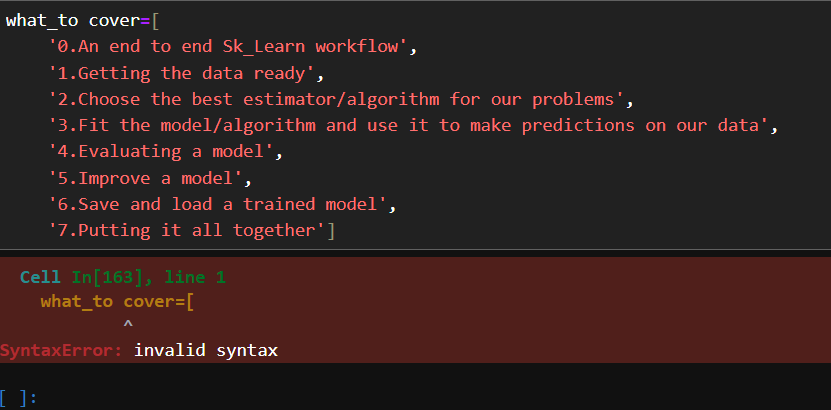 what_to cover=[
'0.An end to end Sk_Learn workflow',
'1.Getting the data ready',
'2.Choose the best estimator/algorithm for our problems',
'3.Fit the model/algorithm and use it to make predictions on our data',
'4.Evaluating a model',
'5.Improve a model',
'6.Save and load a trained model',
'7.Putting it all together']
Cell In[163], line 1
what_to cover=[
^
SyntaxError: invalid syntax
[ ]: